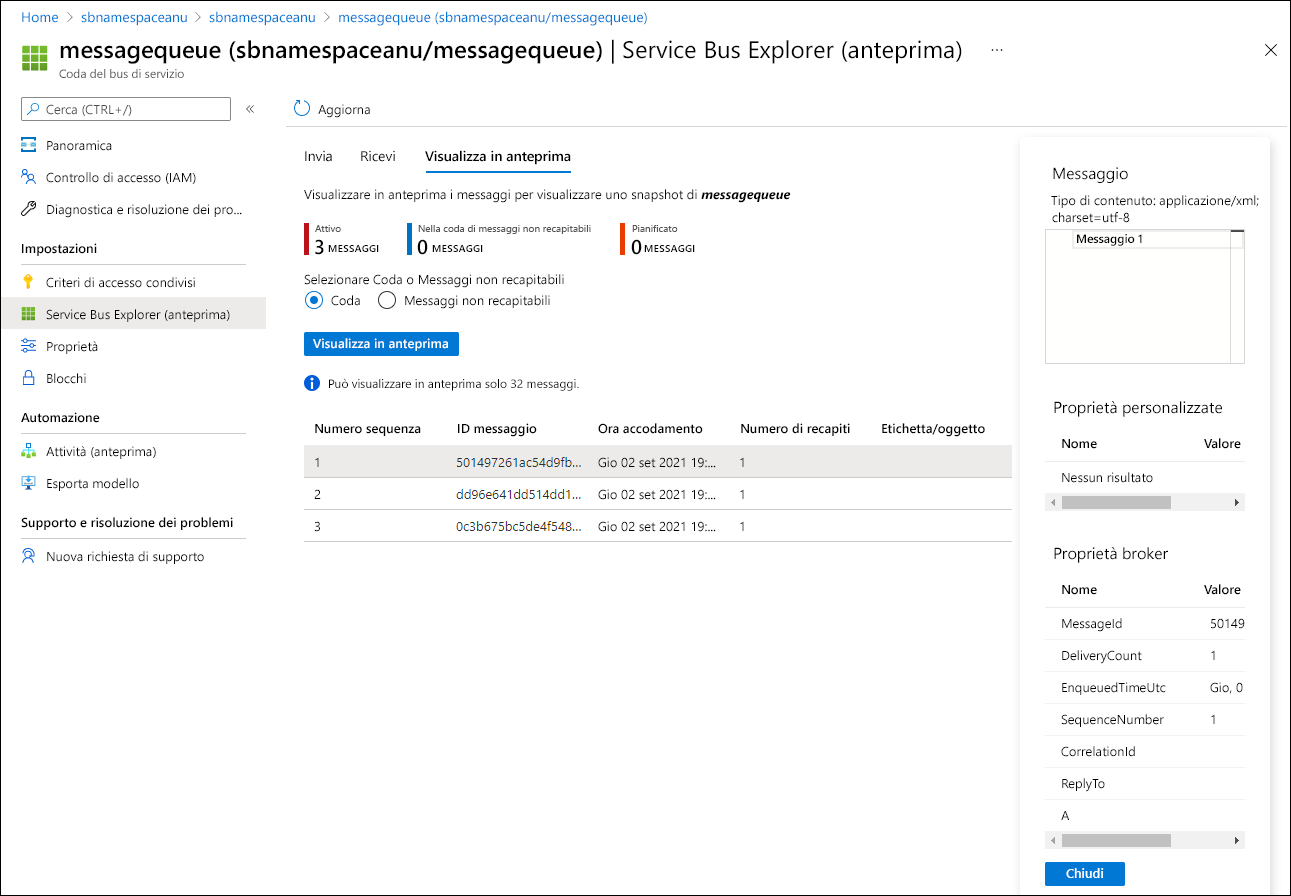 Home > sbnamespaceanu > sbnamespaceanu > messagequeue (sbnamespaceanu/messagequeue)
messagequeue (sbnamespaceanu/messagequeue) | Service Bus Explorer (anteprima) ...
Coda del bus di servizio
Cerca (CTRL+/)
«
Panoramica
Controllo di accesso (IAM)
Diagnostica e risoluzione dei pro...
Impostazioni
Criteri di accesso condivisi
Service Bus Explorer (anteprima)
Proprietà
Blocchi
Automazione
Attività (anteprima)
Esporta modello
Supporto e risoluzione dei problemi
Nuova richiesta di supporto
Aggiorna
Invia Ricevi Visualizza in anteprima
Visualizzare in anteprima i messaggi per visualizzare uno snapshot di messagequeue
Attivo Nella coda di messaggi non recapitabili Pianificato
3 MESSAGGI 0 MESSAGGI 0 MESSAGGI
Selezionare Coda o Messaggi non recapitabili
Coda Messaggi non recapitabili
Visualizza in anteprima
Può visualizzare in anteprima solo 32 messaggi.
Numero sequenza ID messaggio Ora accodamento Numero di recapiti Etichetta/oggetto
1 501497261ac54d9fb... Gio 02 set 2021 19:... 1
2 dd96e641dd514dd1... Gio 02 set 2021 19:... 1
3 0c3b675bc5de4f548... Gio 02 set 2021 19:... 1
Messaggio
Tipo di contenuto: applicazione/xml;
charset=utf-8
Messaggio 1
Proprietà personalizzate
Nome Valore
Nessun risultato
Proprietà broker
Nome Valore
MessageId 50149
DeliveryCount 1
EnqueuedTimeUtc Gio, 0
SequenceNumber 1
CorrelationId
ReplyTo
A
Chiudi